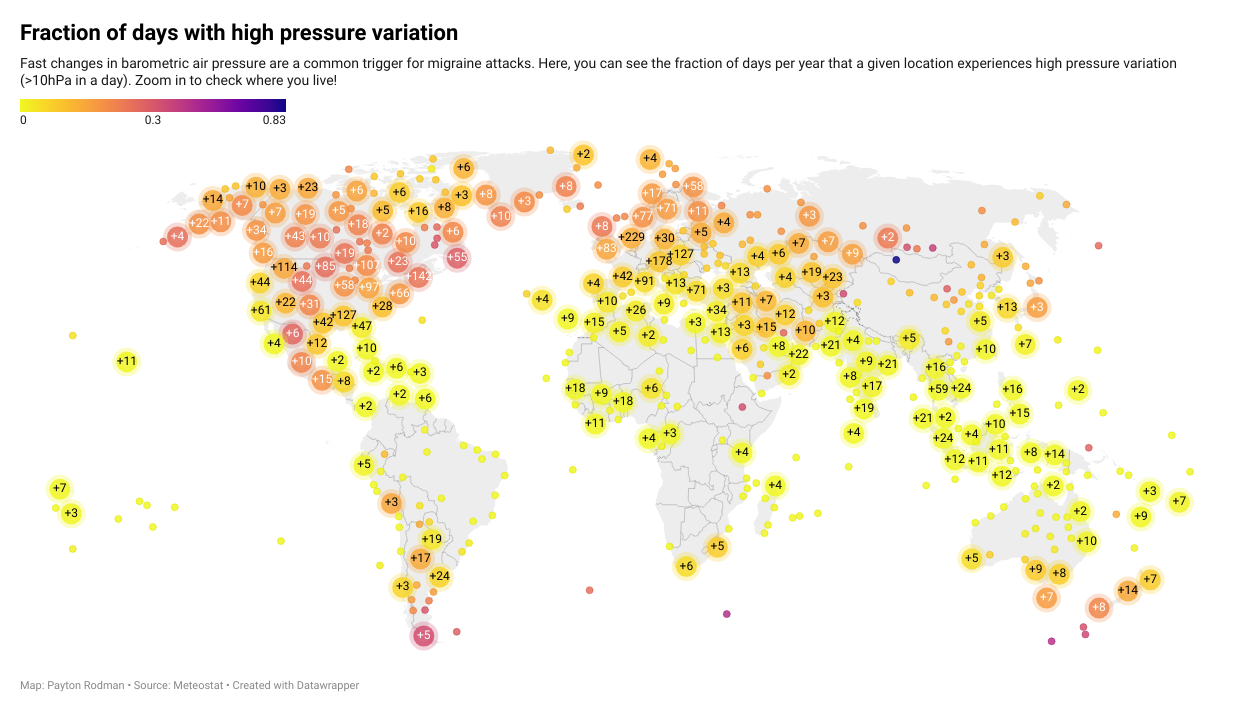 Fraction of days with high pressure variation
Fast changes in barometric air pressure are a common trigger for migraine attacks. Here, you can see the fraction of days per year that a given location experiences high pressure variation
(>10hPa in a day). Zoom in to check where you live!
0 0.3 0.83
+2 +4
+6
+10 +3 +23 +6 +6 +3 +8 +8 +17 +58
+14 +7 +7 +19 +5 +5 +16 +8 +10 +3 +77 +71 +11 +4 +3
+4 +22 +11 +34 +43 +10 +18 +2 +10 +6 +8 +229 +30 +5 +7 +7 +2
+16 +19 +83 +127 +4 +6 +9 +3
+114 +85 +107 +23 +55 +178
+44 +44 +58 +97 +142 +4 +42 +91 +13 +71 +13 +3 +4 +19 +23
+66 +4 +10 +9 +11 +7 +3
+61 +22 +31 +28 +26 +34 +12 +13 +3
+42 +127 +47 +9 +15 +5 +2 +3 +13 +3 +15 +10 +12 +5
+4 +6 +12 +10 +6 +8 +22 +21 +4 +5 +10 +7
+11 +10 +2 +2 +6 +3 +2 +8 +9 +21 +16
+15 +8 +18 +9 +18 +6 +17 +59 +24 +16 +2
+2 +2 +6 +11 +19 +21 +2 +15
+4 +3 +4 +24 +4 +10
+5 +4 +12 +11 +11 +8 +14
+7 +4 +12 +2 +3
+3 +3 +2 +9 +7
+19 +5 +10
+17 +6 +5
+3 +24 +9 +8 +7
+7 +8 +14
+5
Map: Payton Rodman • Source: Meteostat • Created with Datawrapper